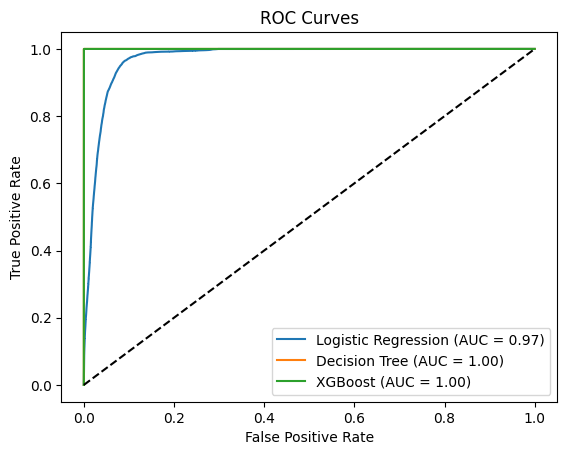 ROC Curves
True Positive Rate
1.0
0.8
0.6
0.4
0.2
0.0
0.0 0.2 0.4 0.6 0.8 1.0
False Positive Rate
Logistic Regression (AUC = 0.97)
Decision Tree (AUC = 1.00)
XGBoost (AUC = 1.00)